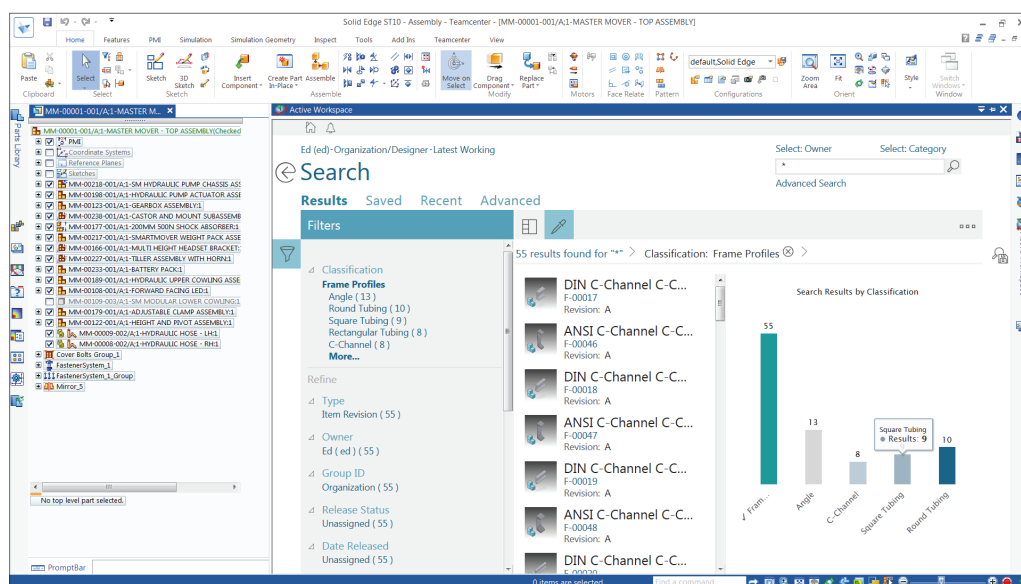 Solid Edge ST10 - Assembly - Teamcenter - [MM-00001-001/A;1-MASTER MOVER - TOP ASSEMBLY]
Home Features PMI Simulation Simulation Geometry Inspect Tools Add Ins Teamcenter View
Paste
Clipboard
Select
Select
Sketch
3D Sketch
Sketch
Insert Component
Create Part In-Place
Assemble
Assemble
Move on Select
Drag Component
Replace Part
Modify
Motors
Face Relate
Pattern
default,Solid Edge
Configurations
Zoom Area
Fit
Orient
Style
Switch Windows
Window
Parts Library
MM-00001-001/A;1-MASTER M...
MM-00001-001/A;1-MASTER MOVER - TOP ASSEMBLY(Checked
PMI
Coordinate Systems
Reference Planes
Sketches
MM-00218-001/A;1-SM HYDRAULIC PUMP CHASSIS ASS
MM-00198-001/A;1-HYDRAULIC PUMP ACTUATOR ASSE
MM-00123-001/A;1-GEARBOX ASSEMBLY:1
MM-00238-001/A;1-CASTOR AND MOUNT SUBASSEMB
MM-00177-001/A;1-200MM 500N SHOCK ABSORBER:1
MM-00217-001/A;1-SMARTMOVER WEIGHT PACK ASSE
MM-00166-001/A;1-MULTI HEIGHT HEADSET BRACKET:
MM-00227-001/A;1-TILLER ASSEMBLY WITH HORN:1
MM-00233-001/A;1-BATTERY PACK:1
MM-00189-001/A;1-HYDRAULIC UPPER COWLING ASSE
MM-00108-001/A;1-FORWARD FACING LED:1
MM-00109-003/A;1-SM MODULAR LOWER COWLING:1
MM-00179-001/A;1-ADJUSTABLE CLAMP ASSEMBLY:1
MM-00122-001/A;1-HEIGHT AND PIVOT ASSEMBLY:1
MM-00009-002/A;1-HYDRAULIC HOSE - LH:1
MM-00008-002/A;1-HYDRAULIC HOSE - RH:1
Cover Bolts Group_1
FastenerSystem_1
FastenerSystem_1_Group
Mirror_5
No top level part selected.
PromptBar
Active Workspace
Ed (ed)-Organization/Designer-Latest Working
Select: Owner Select: Category
Search
*
Advanced Search
Results Saved Recent Advanced
Filters
Classification
Frame Profiles
Angle ( 13 )
Round Tubing ( 10 )
Square Tubing ( 9 )
Rectangular Tubing ( 8 )
C-Channel ( 8 )
More...
Refine
Type
Item Revision ( 55 )
Owner
Ed ( ed ) ( 55 )
Group ID
Organization ( 55 )
Release Status
Unassigned ( 55 )
Date Released
Unassigned ( 55 )
55 results found for "*" > Classification: Frame Profiles >
DIN C-Channel C-C...
F-00017
Revision: A
ANSI C-Channel C-C...
F-00046
Revision: A
DIN C-Channel C-C...
F-00018
Revision: A
ANSI C-Channel C-C...
F-00047
Revision: A
DIN C-Channel C-C...
F-00019
Revision: A
ANSI C-Channel C-C...
F-00048
Revision: A
DIN C-Channel C-C...
F-00020
Search Results by Classification
55
13
8
Square Tubing
Results: 9
10
Fram...
Angle
C-Channel
Square Tubing
Round Tubing
0 items are selected
Find a command